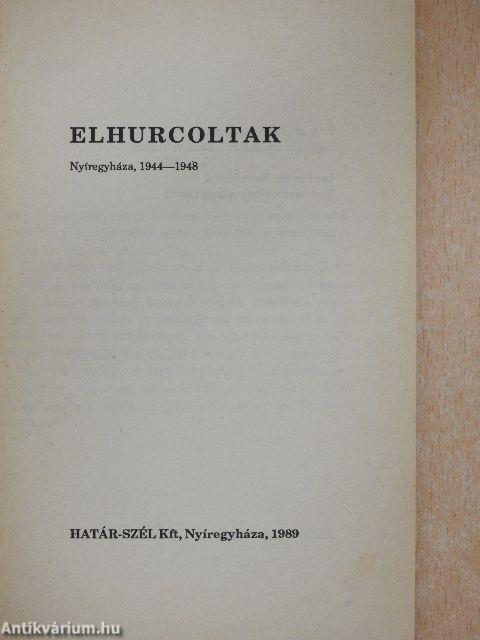 ELHURCOLTAK
Nyíregyháza, 1944—1948
HATÁR-SZÉL Kft, Nyíregyháza, 1989
Antikvárium.hu